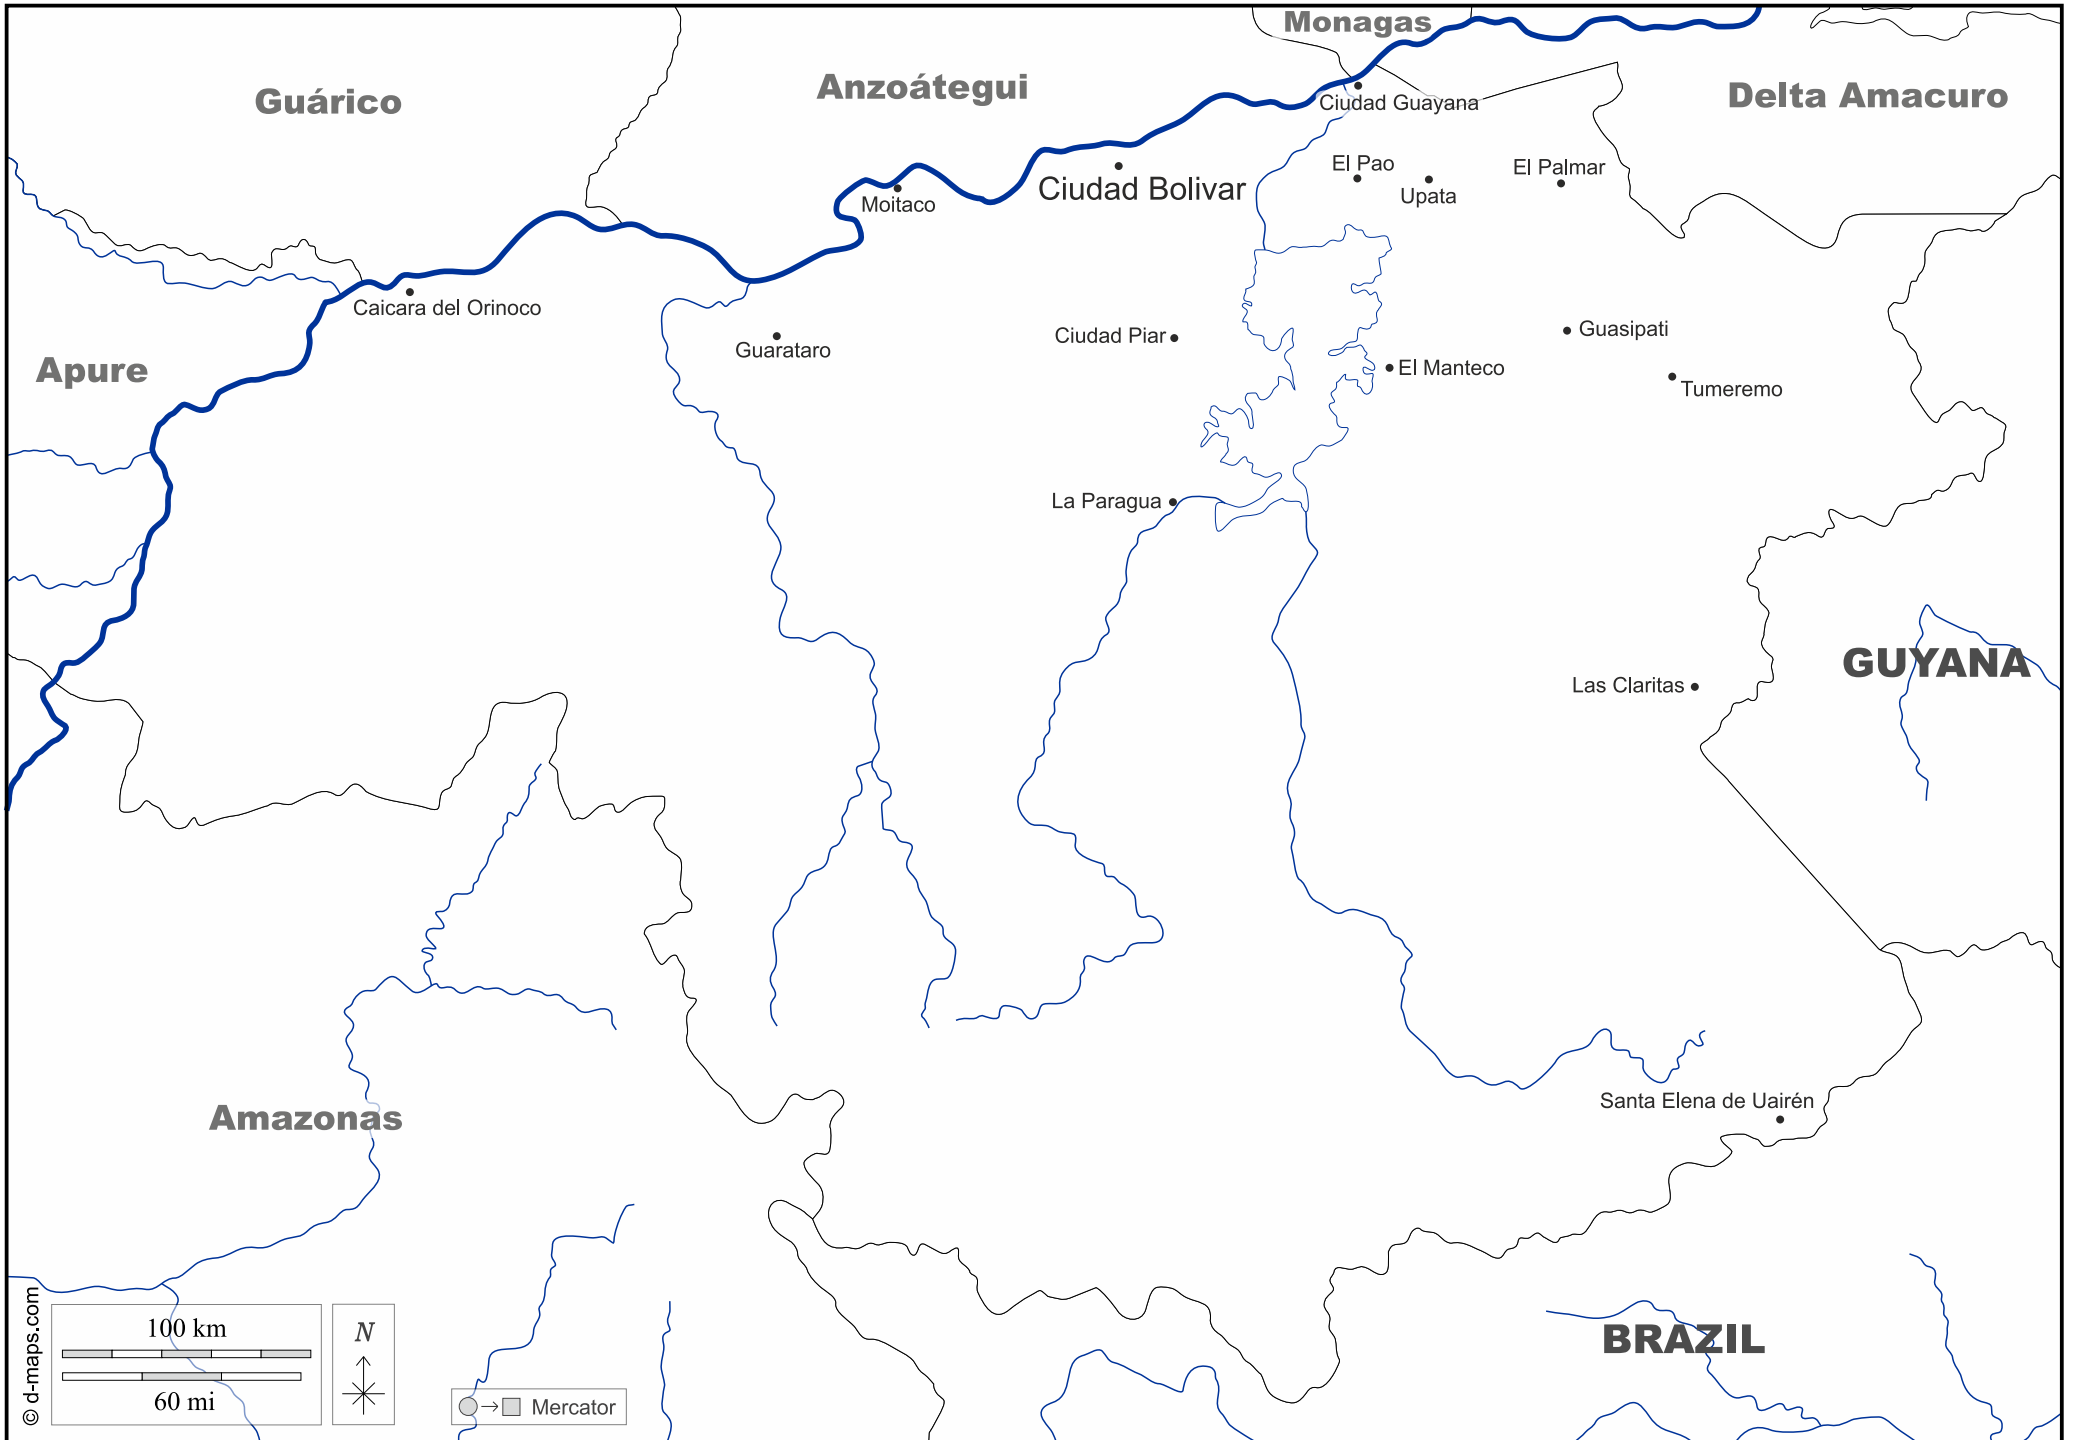 Monagas
Guárico
Anzoátegui
Delta Amacuro
Ciudad Guayana
El Pao
El Palmar
Upata
Ciudad Bolivar
Moitaco
Caicara del Orinoco
Apure
Guarataro
Ciudad Piar
Guasipati
El Manteco
Tumeremo
La Paragua
GUYANA
Las Claritas
Amazonas
Santa Elena de Uairén
BRAZIL
© d-maps.com
100 km
60 mi
N
Mercator